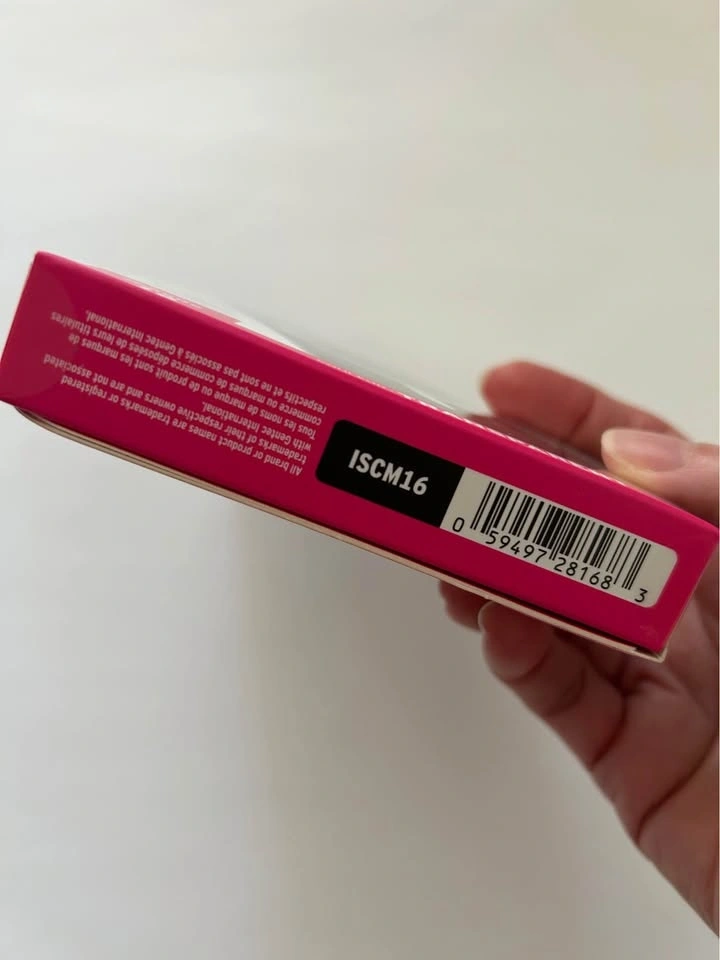 All brand or product names are trademarks or registered
trademarks of their respective owners and are not associated
with Gentec International.
Tous les noms de marque ou de produit sont les marques de
commerce ou marques de commerce déposées de leurs titulaires
respectifs et ne sont pas associés à Gentec International.
ISCM16
0 59497 28168 3